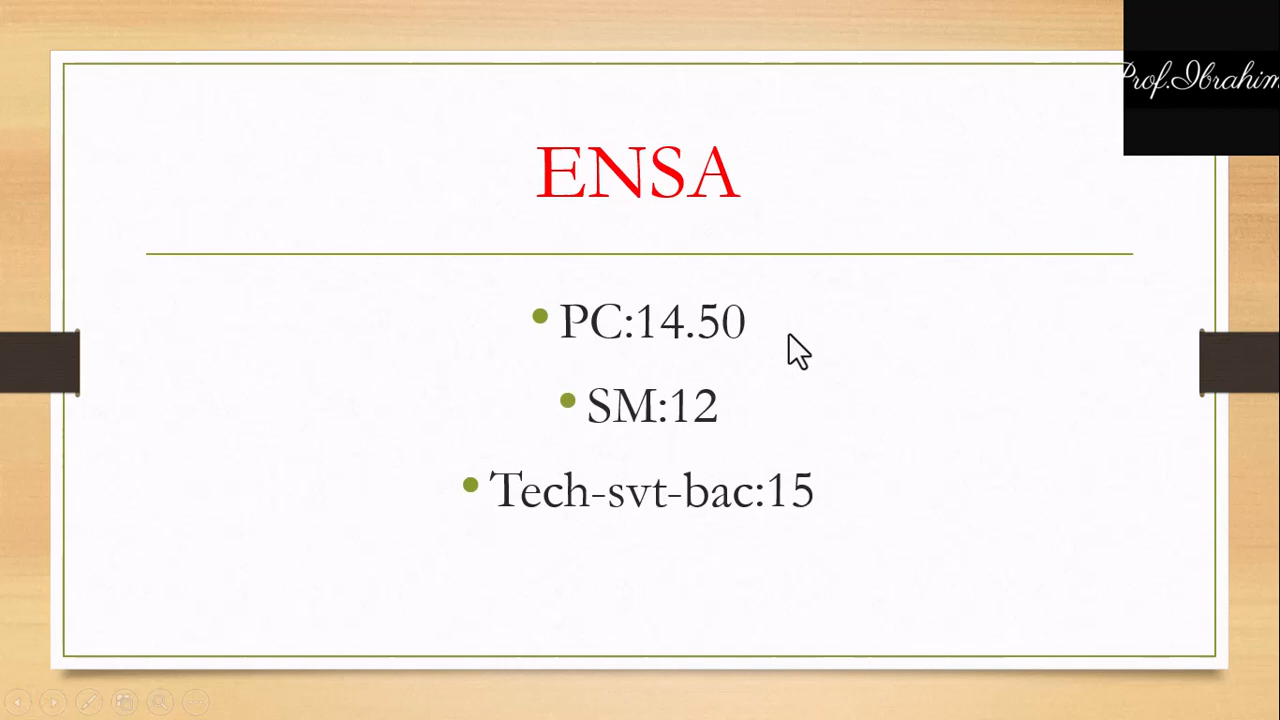 Prof.Ibrahim
ENSA
• PC:14.50
• SM:12
• Tech-svt-bac:15